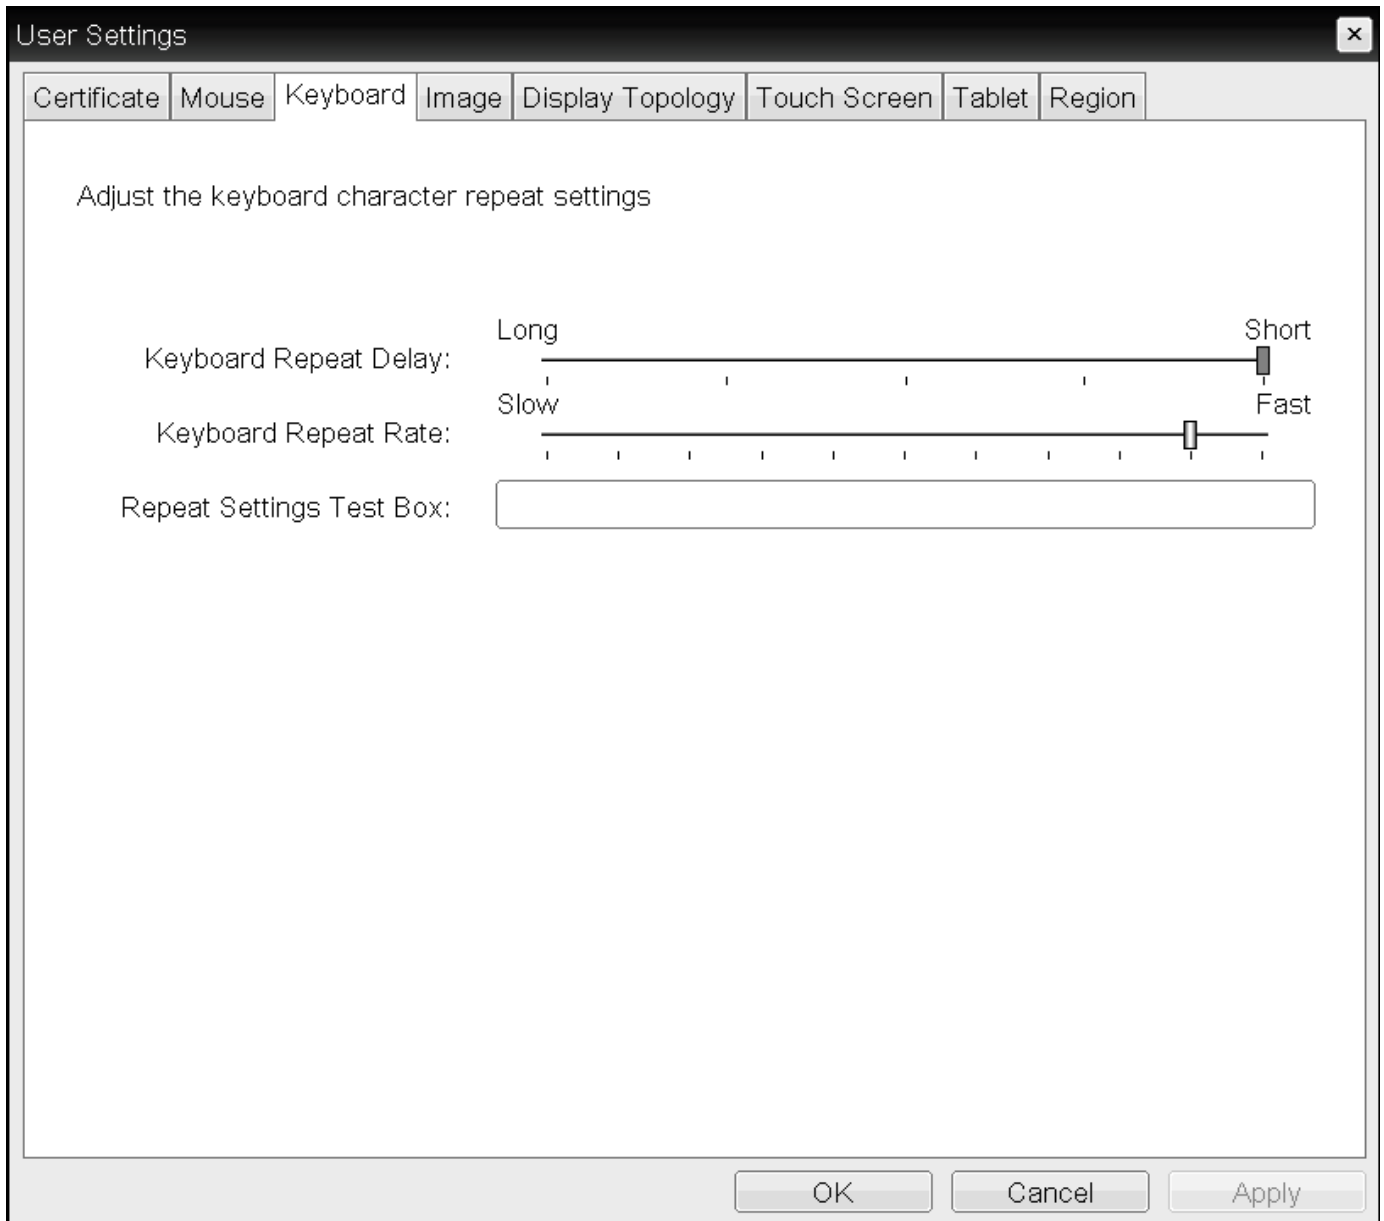 User Settings
Certificate Mouse Keyboard Image Display Topology Touch Screen Tablet Region
Adjust the keyboard character repeat settings
Long Short
Keyboard Repeat Delay:
Slow Fast
Keyboard Repeat Rate:
Repeat Settings Test Box:
OK Cancel Apply